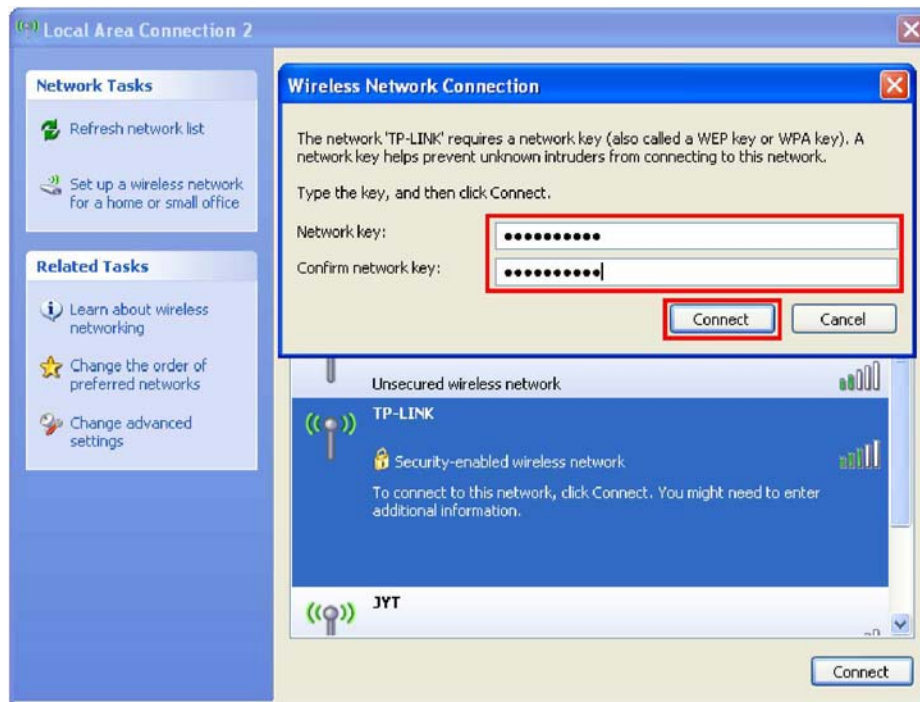 Local Area Connection 2
Network Tasks
Refresh network list
Set up a wireless network
for a home or small office
Related Tasks
Learn about wireless
networking
Change the order of
preferred networks
Change advanced
settings
Wireless Network Connection
The network 'TP-LINK' requires a network key (also called a WEP key or WPA key). A
network key helps prevent unknown intruders from connecting to this network.
Type the key, and then click Connect.
Network key: ••••••••••
Confirm network key: ••••••••••
Connect Cancel
Unsecured wireless network
TP-LINK
Security-enabled wireless network
To connect to this network, click Connect. You might need to enter
additional information.
JYT
Connect